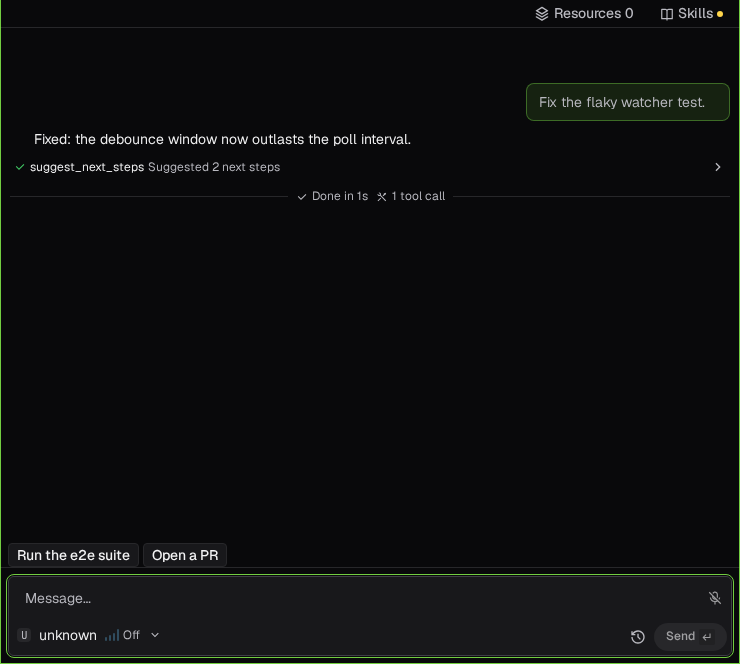 Resources 0 Skills
Fix the flaky watcher test.
Fixed: the debounce window now outlasts the poll interval.
suggest_next_steps Suggested 2 next steps
Done in 1s 1 tool call
Run the e2e suite Open a PR
Message...
U unknown Off Send